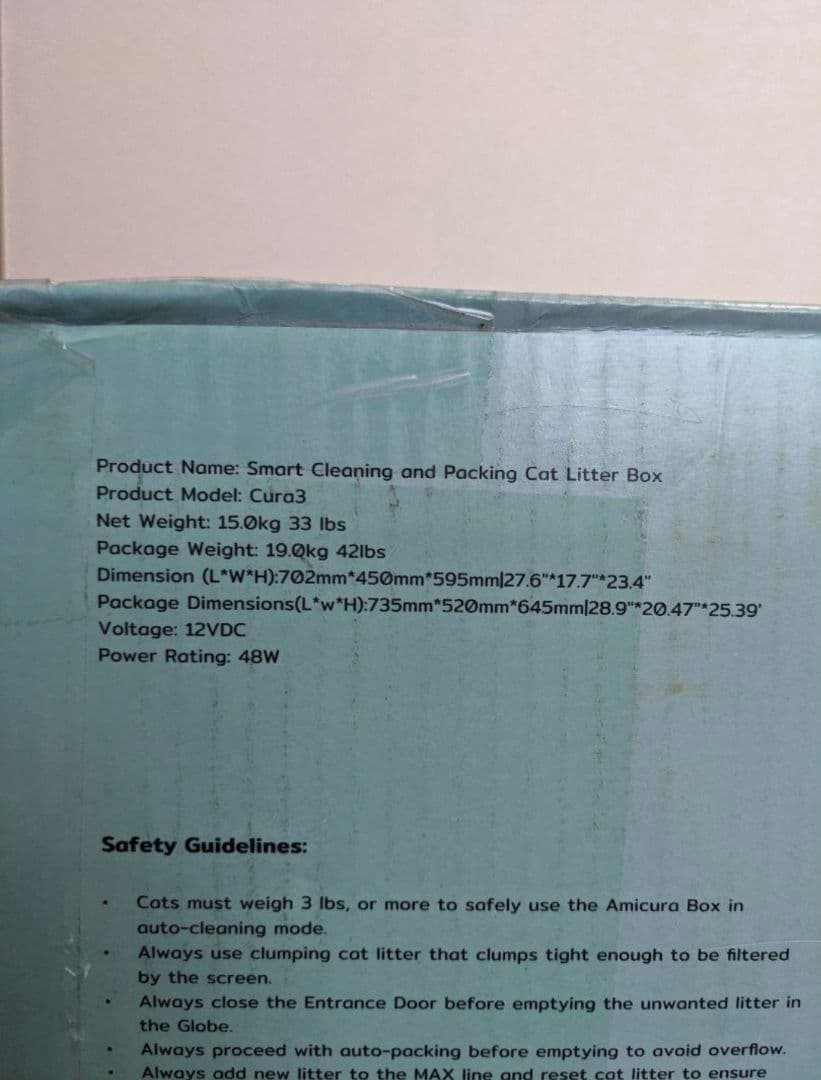 Product Name: Smart Cleaning and Packing Cat Litter Box
Product Model: Cura3
Net Weight: 15.0kg 33 lbs
Package Weight: 19.0kg 42lbs
Dimension (L*W*H):702mm*450mm*595mm|27.6"*17.7"*23.4"
Package Dimensions(L*w*H):735mm*520mm*645mm|28.9"*20.47"*25.39'
Voltage: 12VDC
Power Rating: 48W
Safety Guidelines:
• Cats must weigh 3 lbs, or more to safely use the Amicura Box in
auto-cleaning mode.
• Always use clumping cat litter that clumps tight enough to be filtered
by the screen.
• Always close the Entrance Door before emptying the unwanted litter in
the Globe.
• Always proceed with auto-packing before emptying to avoid overflow.
• Always add new litter to the MAX line and reset cat litter to ensure